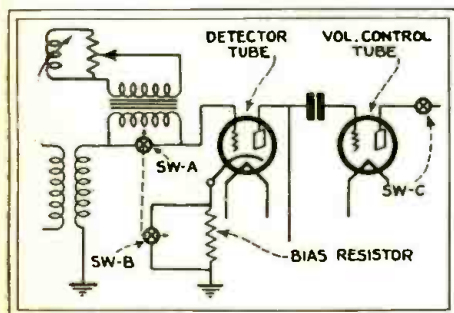 DETECTOR
TUBE
VOL. CONTROL
TUBE
SW-A
SW-C
SW-B
BIAS RESISTOR